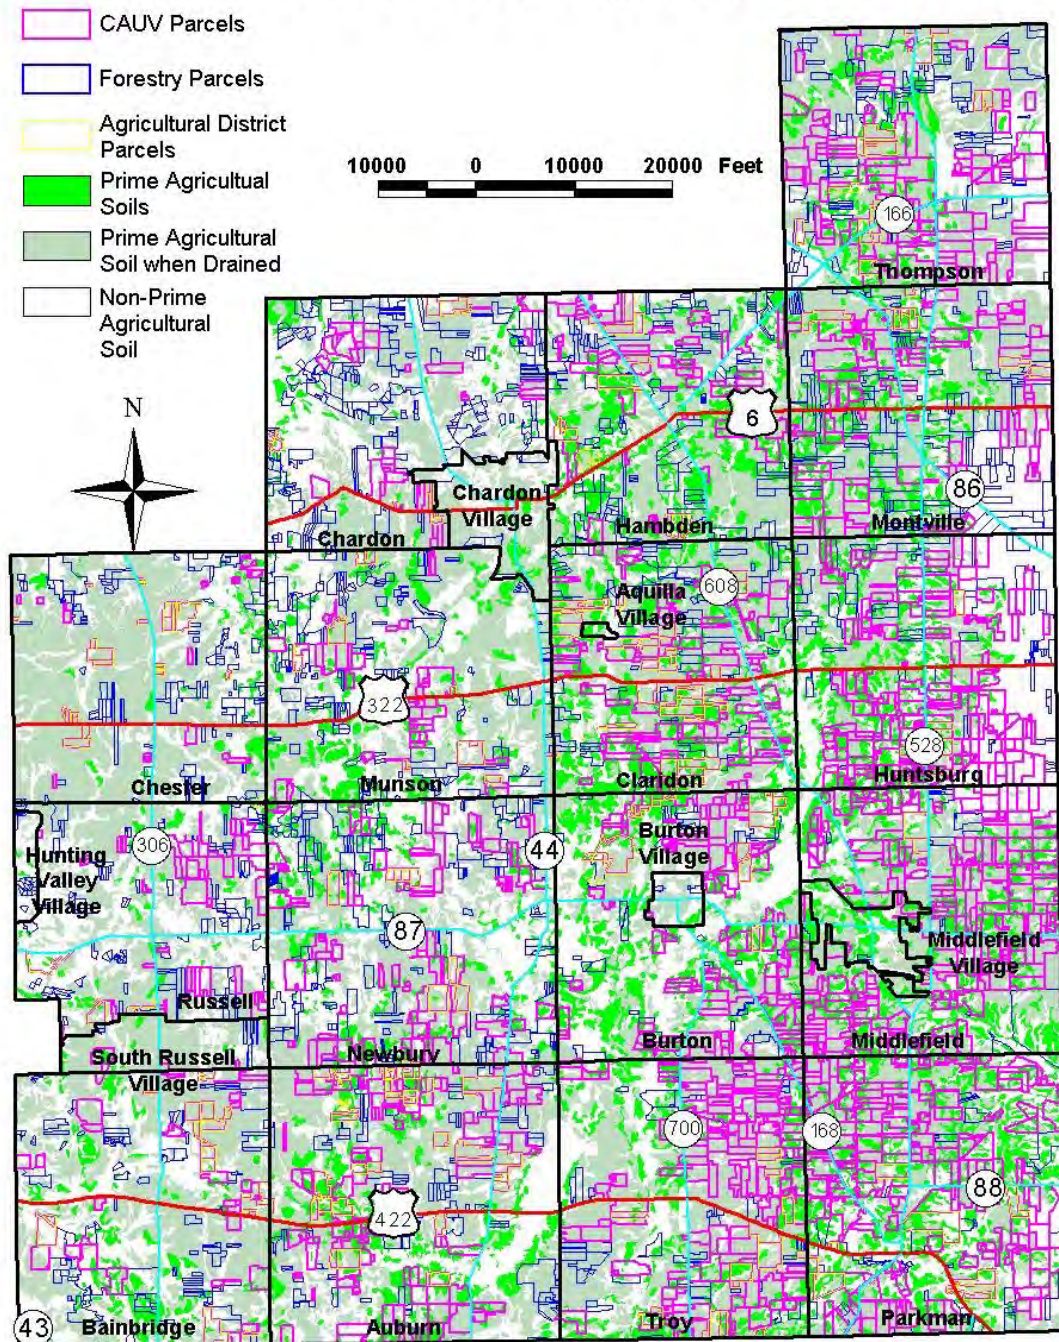 CAUV Parcels
Forestry Parcels
Agricultural District
Parcels
Prime Agricultual
Soils
Prime Agricultural
Soil when Drained
Non-Prime
Agricultural
Soil
10000 0 10000 20000 Feet
N
166
Thompson
6
86
Chardon
Village
Chardon
Hambden
Montville
608
Aquilla
Village
322
528
Chester
Munson
Claridon
Huntsburg
306
44
Burton
Village
Hunting
Valley
Village
87
Middlefield
Village
Russell
South Russell
Village
Newbury
Burton
Middlefield
700
168
88
422
43
Bainbridge
Auburn
Troy
Parkman